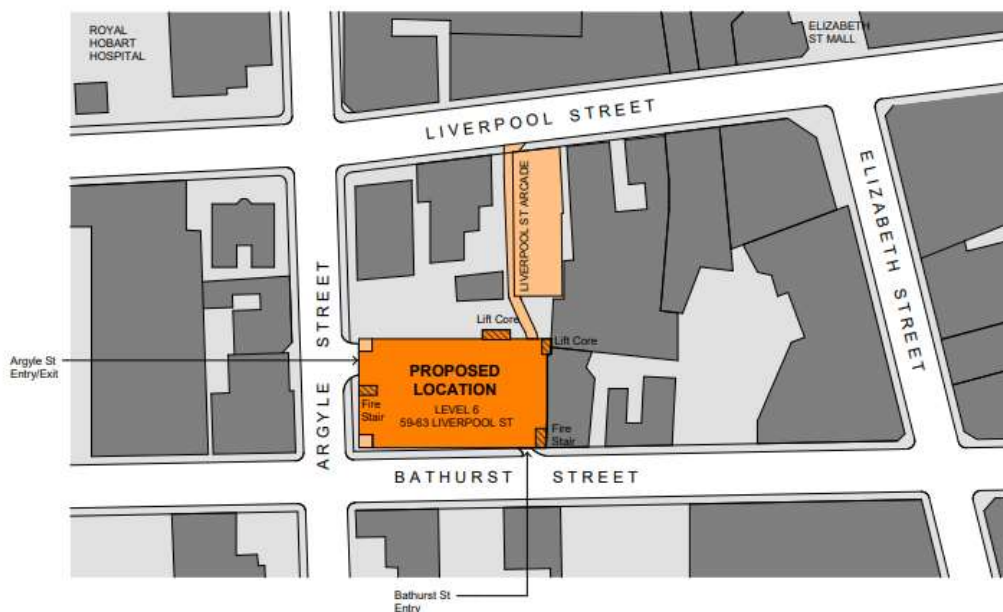 ROYAL
HOBART
HOSPITAL
ELIZABETH
ST MALL
LIVERPOOL STREET
LIVERPOOL ST ARCADE
ELIZABETH STREET
ARGYLE STREET
Lift Core
Lift Core
Argyle St
Entry/Exit
PROPOSED
LOCATION
LEVEL 6
59-63 LIVERPOOL ST
Fire
Stair
Fire
Stair
BATHURST STREET
Bathurst St
Entry